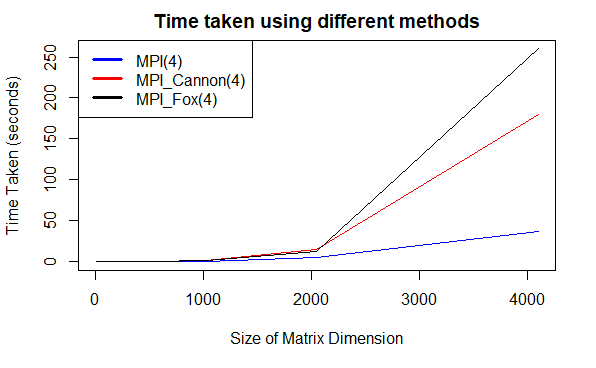 Time taken using different methods
MPI(4)
MPI_Cannon(4)
MPI_Fox(4)
Time Taken (seconds)
250
200
150
100
50
0
0 1000 2000 3000 4000
Size of Matrix Dimension